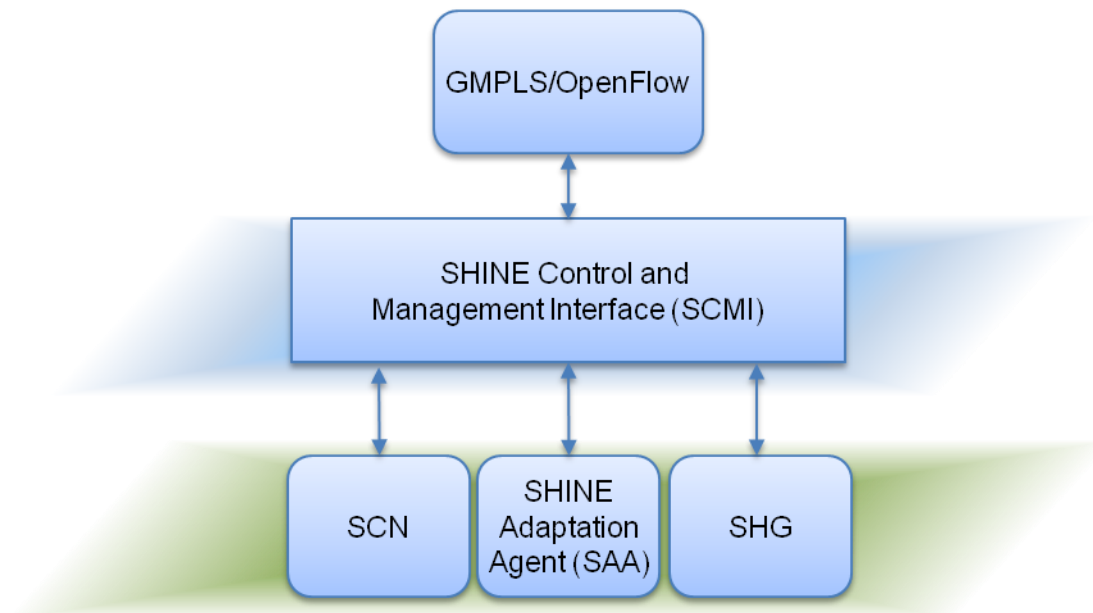 GMPLS/OpenFlow
SHINE Control and
Management Interface (SCMI)
SCN
SHINE
Adaptation
Agent (SAA)
SHG